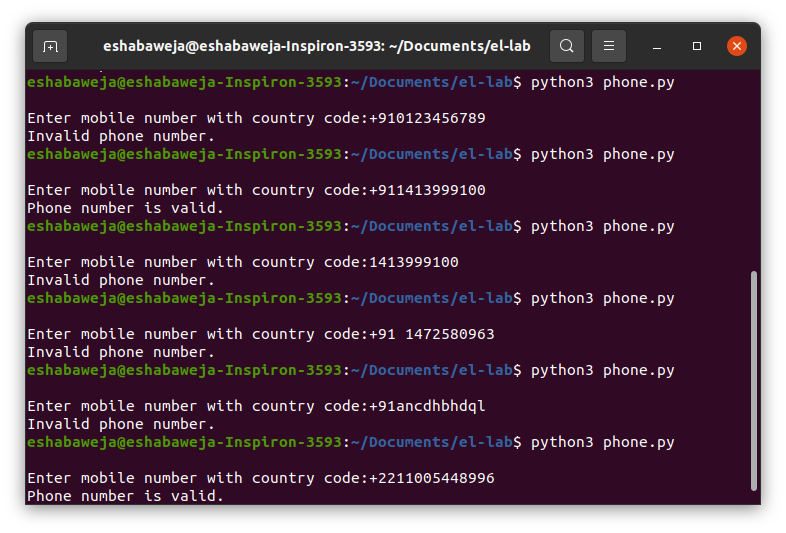 eshabaweja@eshabaweja-Inspiron-3593: ~/Documents/el-lab
eshabaweja@eshabaweja-Inspiron-3593:~/Documents/el-lab$ python3 phone.py
Enter mobile number with country code:+910123456789
Invalid phone number.
eshabaweja@eshabaweja-Inspiron-3593:~/Documents/el-lab$ python3 phone.py
Enter mobile number with country code:+911413999100
Phone number is valid.
eshabaweja@eshabaweja-Inspiron-3593:~/Documents/el-lab$ python3 phone.py
Enter mobile number with country code:1413999100
Invalid phone number.
eshabaweja@eshabaweja-Inspiron-3593:~/Documents/el-lab$ python3 phone.py
Enter mobile number with country code:+91 1472580963
Invalid phone number.
eshabaweja@eshabaweja-Inspiron-3593:~/Documents/el-lab$ python3 phone.py
Enter mobile number with country code:+91ancdhbhdql
Invalid phone number.
eshabaweja@eshabaweja-Inspiron-3593:~/Documents/el-lab$ python3 phone.py
Enter mobile number with country code:+2211005448996
Phone number is valid.